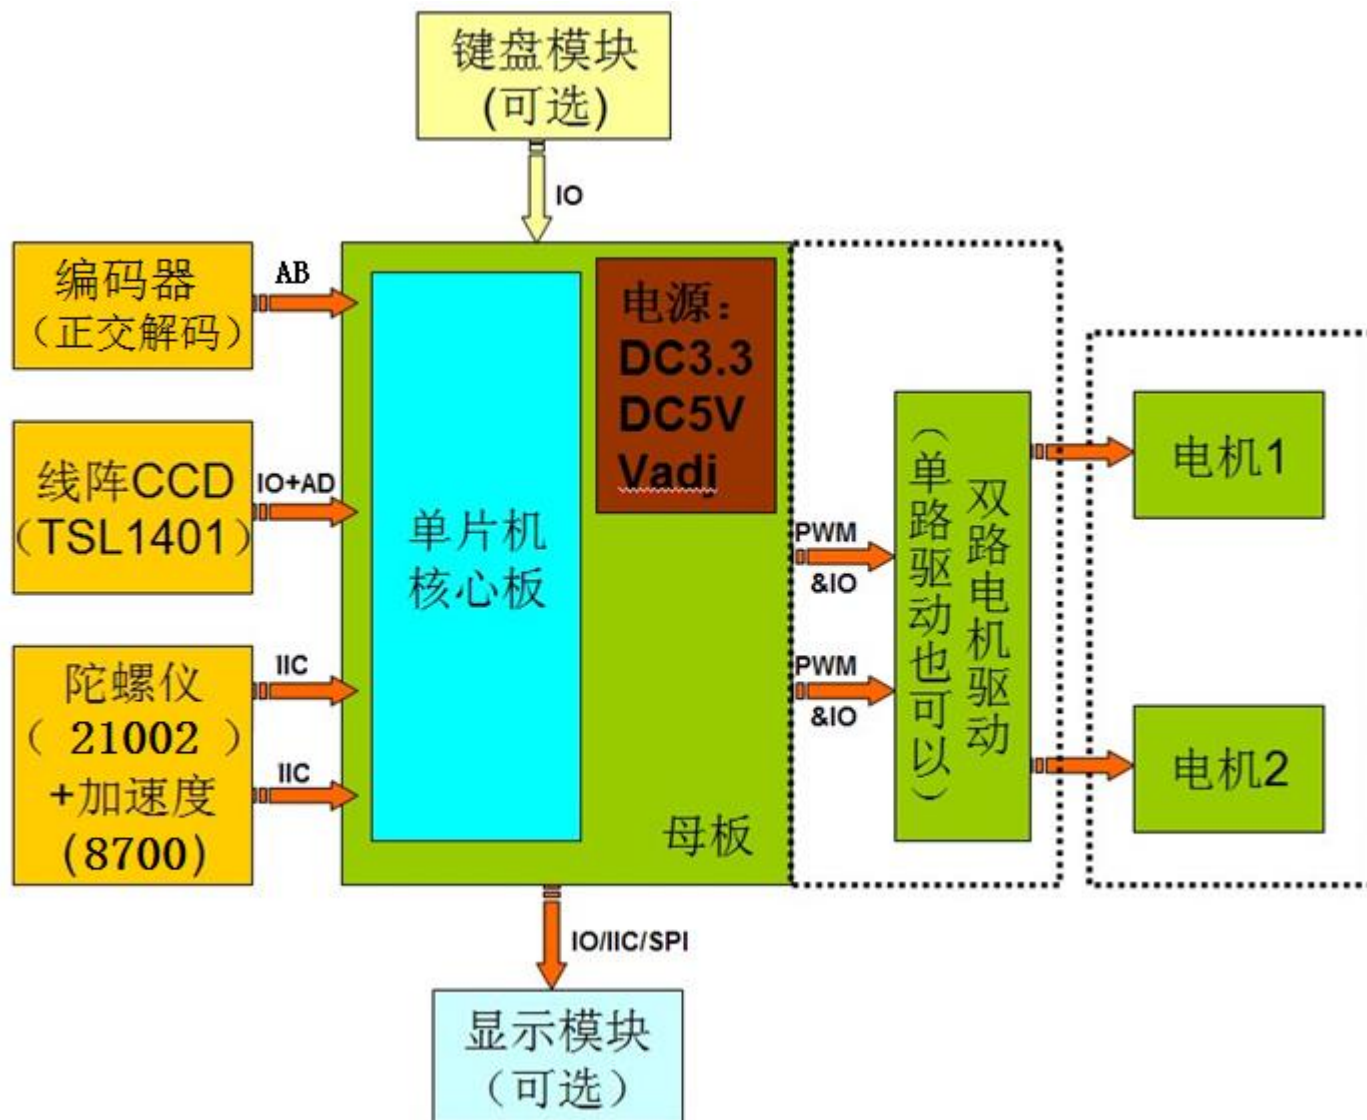 键盘模块
(可选)
IO
编码器
（正交解码）
AB
线阵CCD
（TSL1401）
IO+AD
陀螺仪
（ 21002 ）
+加速度
(8700)
IIC
IIC
单片机
核心板
电源：
DC3.3
DC5V
Vadj
母板
PWM
&IO
PWM
&IO
双路电机驱动
（单路驱动也可以）
电机1
电机2
IO/IIC/SPI
显示模块
（可选）